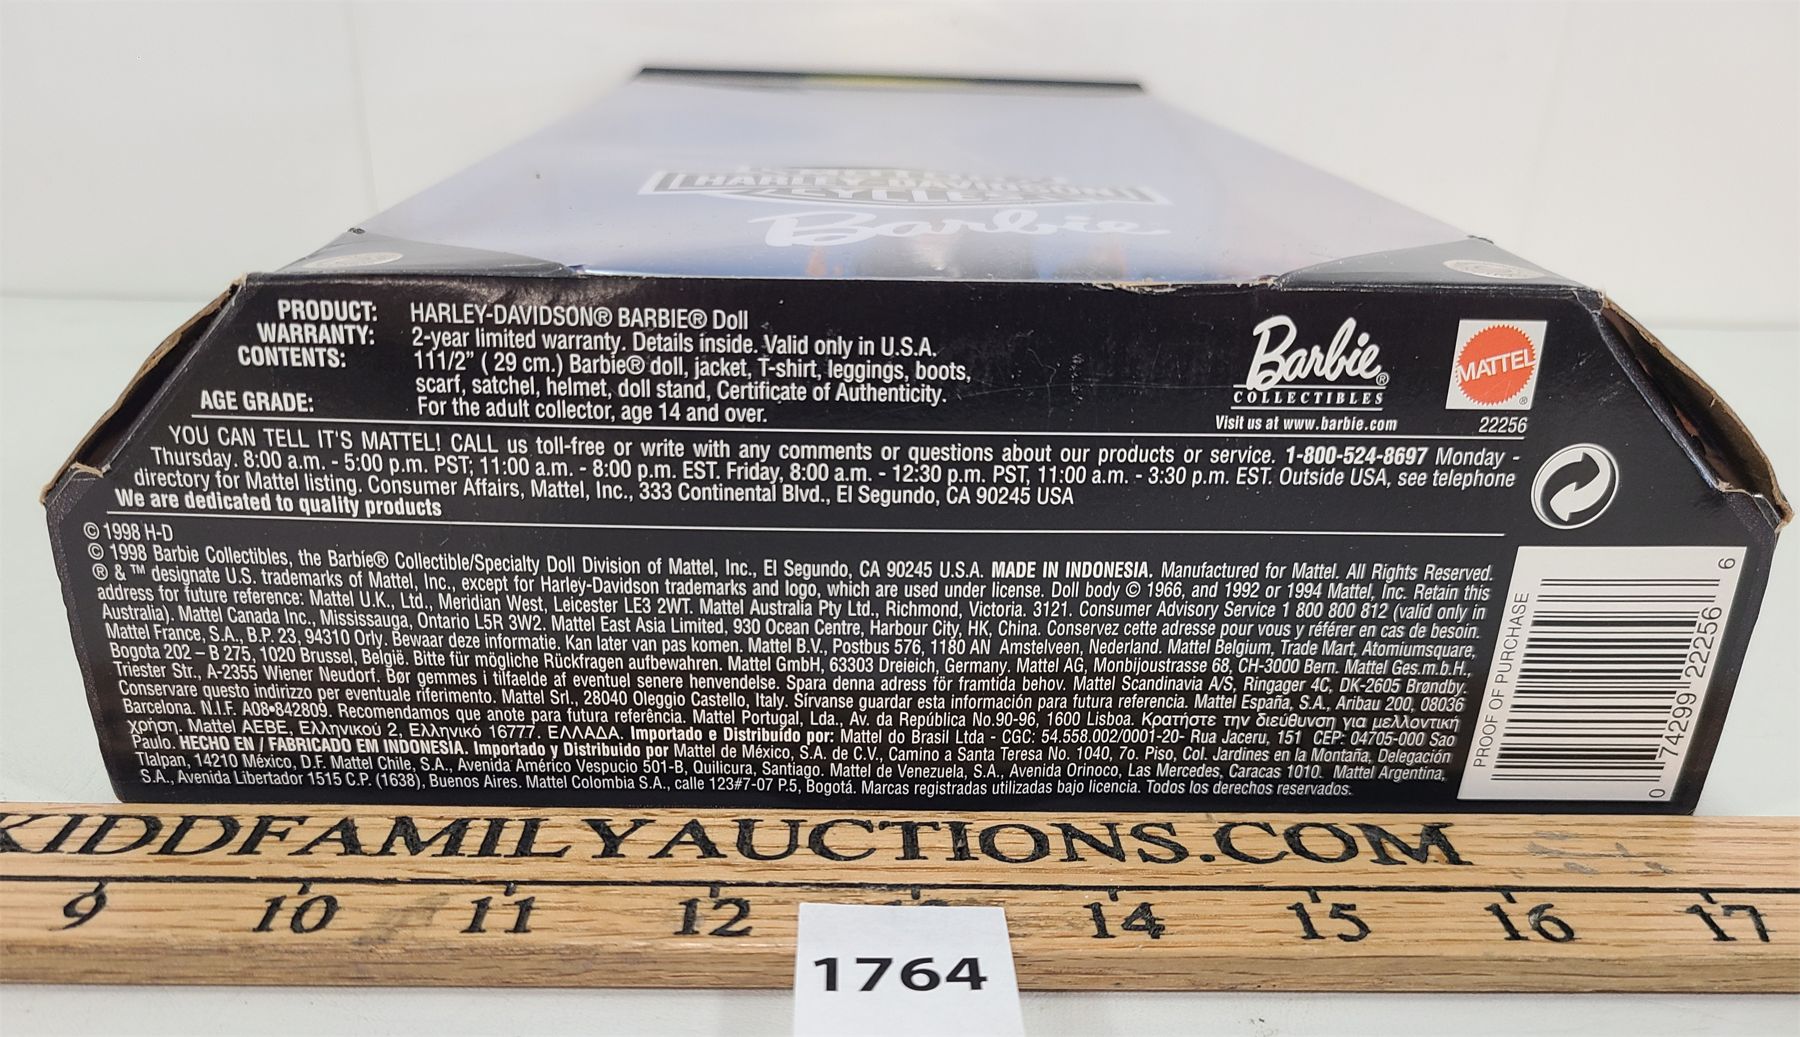 HARLEY-DAVIDSON
CYCLES
Barbie
PRODUCT: HARLEY-DAVIDSON® BARBIE® Doll
WARRANTY: 2-year limited warranty. Details inside. Valid only in U.S.A.
CONTENTS: 111/2" ( 29 cm.) Barbie® doll, jacket, T-shirt, leggings, boots,
scarf, satchel, helmet, doll stand, Certificate of Authenticity.
AGE GRADE: For the adult collector, age 14 and over.
Barbie®
COLLECTIBLES
Visit us at www.barbie.com
MATTEL
®
22256
YOU CAN TELL IT'S MATTEL! CALL us toll-free or write with any comments or questions about our products or service. 1-800-524-8697 Monday -
Thursday. 8:00 a.m. - 5:00 p.m. PST; 11:00 a.m. - 8:00 p.m. EST. Friday, 8:00 a.m. - 12:30 p.m. PST, 11:00 a.m. - 3:30 p.m. EST. Outside USA, see telephone
directory for Mattel listing. Consumer Affairs, Mattel, Inc., 333 Continental Blvd., El Segundo, CA 90245 USA
We are dedicated to quality products
© 1998 H-D
© 1998 Barbie Collectibles, the Barbie® Collectible/Specialty Doll Division of Mattel, Inc., El Segundo, CA 90245 U.S.A. MADE IN INDONESIA. Manufactured for Mattel. All Rights Reserved.
® & ™ designate U.S. trademarks of Mattel, Inc., except for Harley-Davidson trademarks and logo, which are used under license. Doll body © 1966, and 1992 or 1994 Mattel, Inc. Retain this
address for future reference: Mattel U.K., Ltd., Meridian West, Leicester LE3 2WT. Mattel Australia Pty Ltd., Richmond, Victoria. 3121. Consumer Advisory Service 1 800 800 812 (valid only in
Australia). Mattel Canada Inc., Mississauga, Ontario L5R 3W2. Mattel East Asia Limited, 930 Ocean Centre, Harbour City, HK, China. Conservez cette adresse pour vous y référer en cas de besoin.
Mattel France, S.A., B.P. 23, 94310 Orly. Bewaar deze informatie. Kan later van pas komen. Mattel B.V., Postbus 576, 1180 AN Amstelveen, Nederland. Mattel Belgium, Trade Mart, Atomiumsquare,
Bogota 202 – B 275, 1020 Brussel, België. Bitte für mögliche Rückfragen aufbewahren. Mattel GmbH, 63303 Dreieich, Germany. Mattel AG, Monbijoustrasse 68, CH-3000 Bern. Mattel Ges.m.b.H.,
Triester Str., A-2355 Wiener Neudorf. Bør gemmes i tilfaelde af eventuel senere henvendelse. Spara denna adress för framtida behov. Mattel Scandinavia A/S, Ringager 4C, DK-2605 Brøndby.
Conservare questo indirizzo per eventuale riferimento. Mattel Srl., 28040 Oleggio Castello, Italy. Sírvanse guardar esta información para futura referencia. Mattel España, S.A., Aribau 200, 08036
Barcelona. N.I.F. A08•842809. Recomendamos que anote para futura referência. Mattel Portugal, Lda., Av. da República No.90-96, 1600 Lisboa. Κρατήστε την διεύθυνση για μελλοντική
χρήση. Mattel AEBE, Ελληνικού 2, Ελληνικό 16777. ΕΛΛΑΔΑ. Importado e Distribuído por: Mattel do Brasil Ltda - CGC: 54.558.002/0001-20- Rua Jaceru, 151 CEP: 04705-000 Sao
Paulo. HECHO EN / FABRICADO EM INDONESIA. Importado y Distribuido por Mattel de México, S.A. de C.V., Camino a Santa Teresa No. 1040, 7o. Piso, Col. Jardines en la Montaña, Delegación
Tlalpan, 14210 México, D.F. Mattel Chile, S.A., Avenida Américo Vespucio 501-B, Quilicura, Santiago. Mattel de Venezuela, S.A., Avenida Orinoco, Las Mercedes, Caracas 1010. Mattel Argentina,
S.A., Avenida Libertador 1515 C.P. (1638), Buenos Aires. Mattel Colombia S.A., calle 123#7-07 P.5, Bogotá. Marcas registradas utilizadas bajo licencia. Todos los derechos reservados.
PROOF OF PURCHASE
0 74299 22256 6
KIDDFAMILYAUCTIONS.COM
9 10 11 12 14 15 16 17
1764